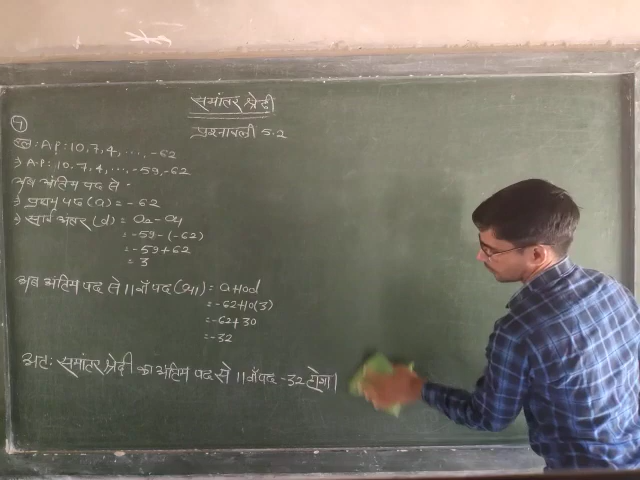 समांतर श्रेढ़ी
प्रश्नावली 5.2
7
हल: A.P: 10, 7, 4, ..., -62
⇒ A.P: 10, 7, 4, ..., -59, -62
अब अंतिम पद से -
⇒ प्रथम पद (a) = -62
⇒ सार्व अंतर (d) = a₂ - a₁
= -59 - (-62)
= -59 + 62
= 3
अब अंतिम पद से 11वाँ पद (a₁₁) = a+10d
= -62+10(3)
= -62+30
= -32
अत: समांतर श्रेढ़ी का अंतिम पद से 11वाँ पद -32 होगा।